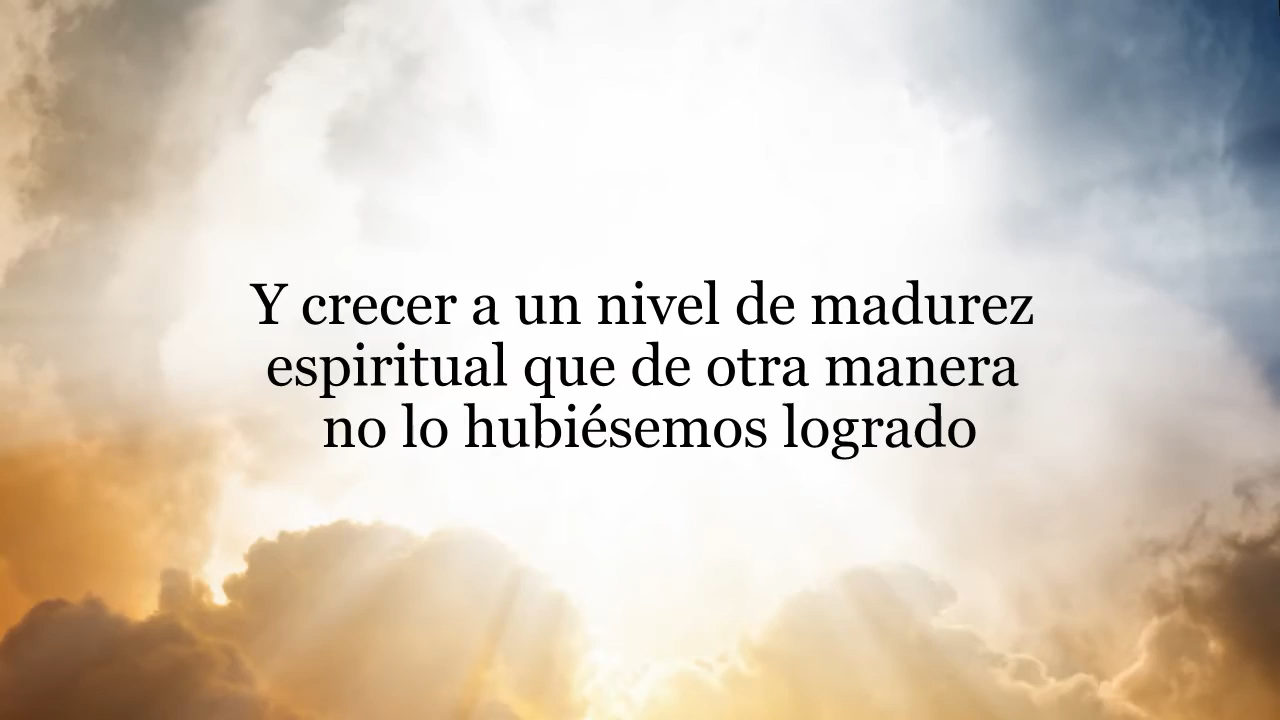 Y crecer a un nivel de madurez
espiritual que de otra manera
no lo hubiésemos logrado